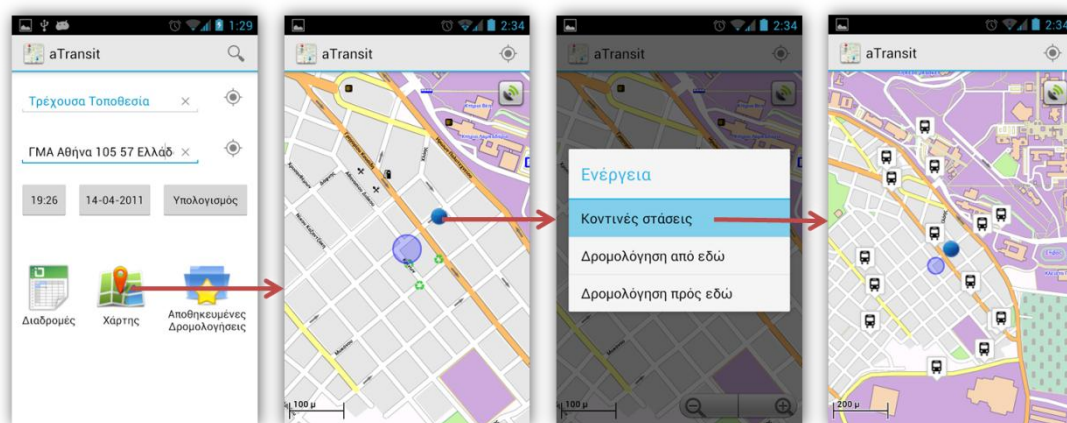 1:29
aTransit
Τρέχουσα Τοποθεσία
ΓΜΑ Αθήνα 105 57 Ελλάδ
19:26
14-04-2011
Υπολογισμός
Διαδρομές
Χάρτης
Αποθηκευμένες
Δρομολογήσεις
2:34
aTransit
100 μ
2:34
aTransit
Ενέργεια
Κοντινές στάσεις
Δρομολόγηση από εδώ
Δρομολόγηση πρός εδώ
2:34
aTransit
200 μ